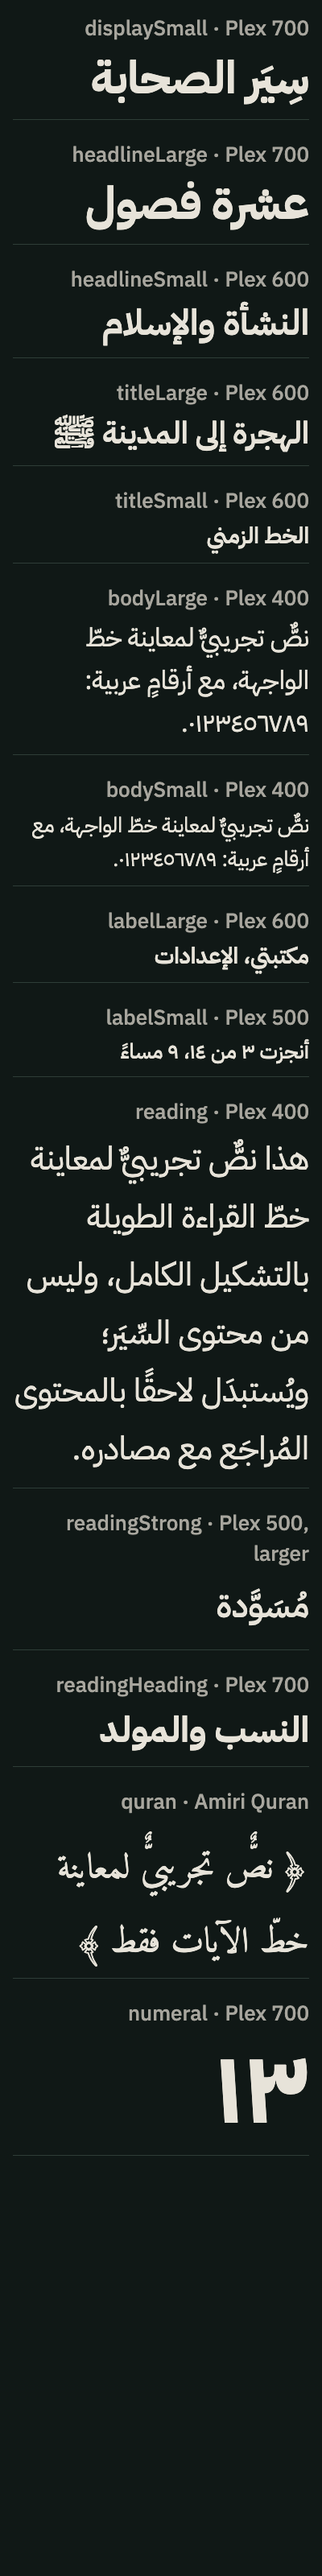 displaySmall · Plex 700
سِيَر الصحابة
headlineLarge · Plex 700
عشرة فصول
headlineSmall · Plex 600
النشأة والإسلام
titleLarge · Plex 600
الهجرة إلى المدينة ﷺ
titleSmall · Plex 600
الخط الزمني
bodyLarge · Plex 400
نصٌّ تجريبيٌّ لمعاينة خطّ
الواجهة، مع أرقامٍ عربية:
٠١٢٣٤٥٦٧٨٩.
bodySmall · Plex 400
نصٌّ تجريبيٌّ لمعاينة خطّ الواجهة، مع
أرقامٍ عربية: ٠١٢٣٤٥٦٧٨٩.
labelLarge · Plex 600
مكتبتي، الإعدادات
labelSmall · Plex 500
أنجزت ٣ من ١٤، ٩ مساءً
reading · Plex 400
هذا نصٌّ تجريبيٌّ لمعاينة
خطّ القراءة الطويلة
بالتشكيل الكامل، وليس
من محتوى السِّيَر؛
ويُستبدَل لاحقًا بالمحتوى
المُراجَع مع مصادره.
readingStrong · Plex 500,
larger
مُسَوَّدة
readingHeading · Plex 700
النسب والمولد
quran · Amiri Quran
﴿ نصٌّ تجريبيٌّ لمعاينة
خطّ الآيات فقط ﴾
numeral · Plex 700
١٣